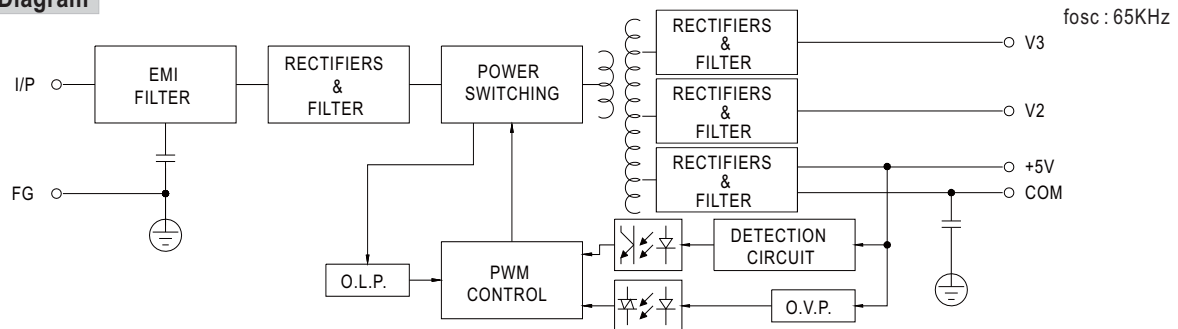 Diagram
fosc : 65KHz
I/P
EMI
FILTER
RECTIFIERS
&
FILTER
POWER
SWITCHING
RECTIFIERS
&
FILTER
V3
RECTIFIERS
&
FILTER
V2
RECTIFIERS
&
FILTER
+5V
COM
FG
O.L.P.
PWM
CONTROL
DETECTION
CIRCUIT
O.V.P.